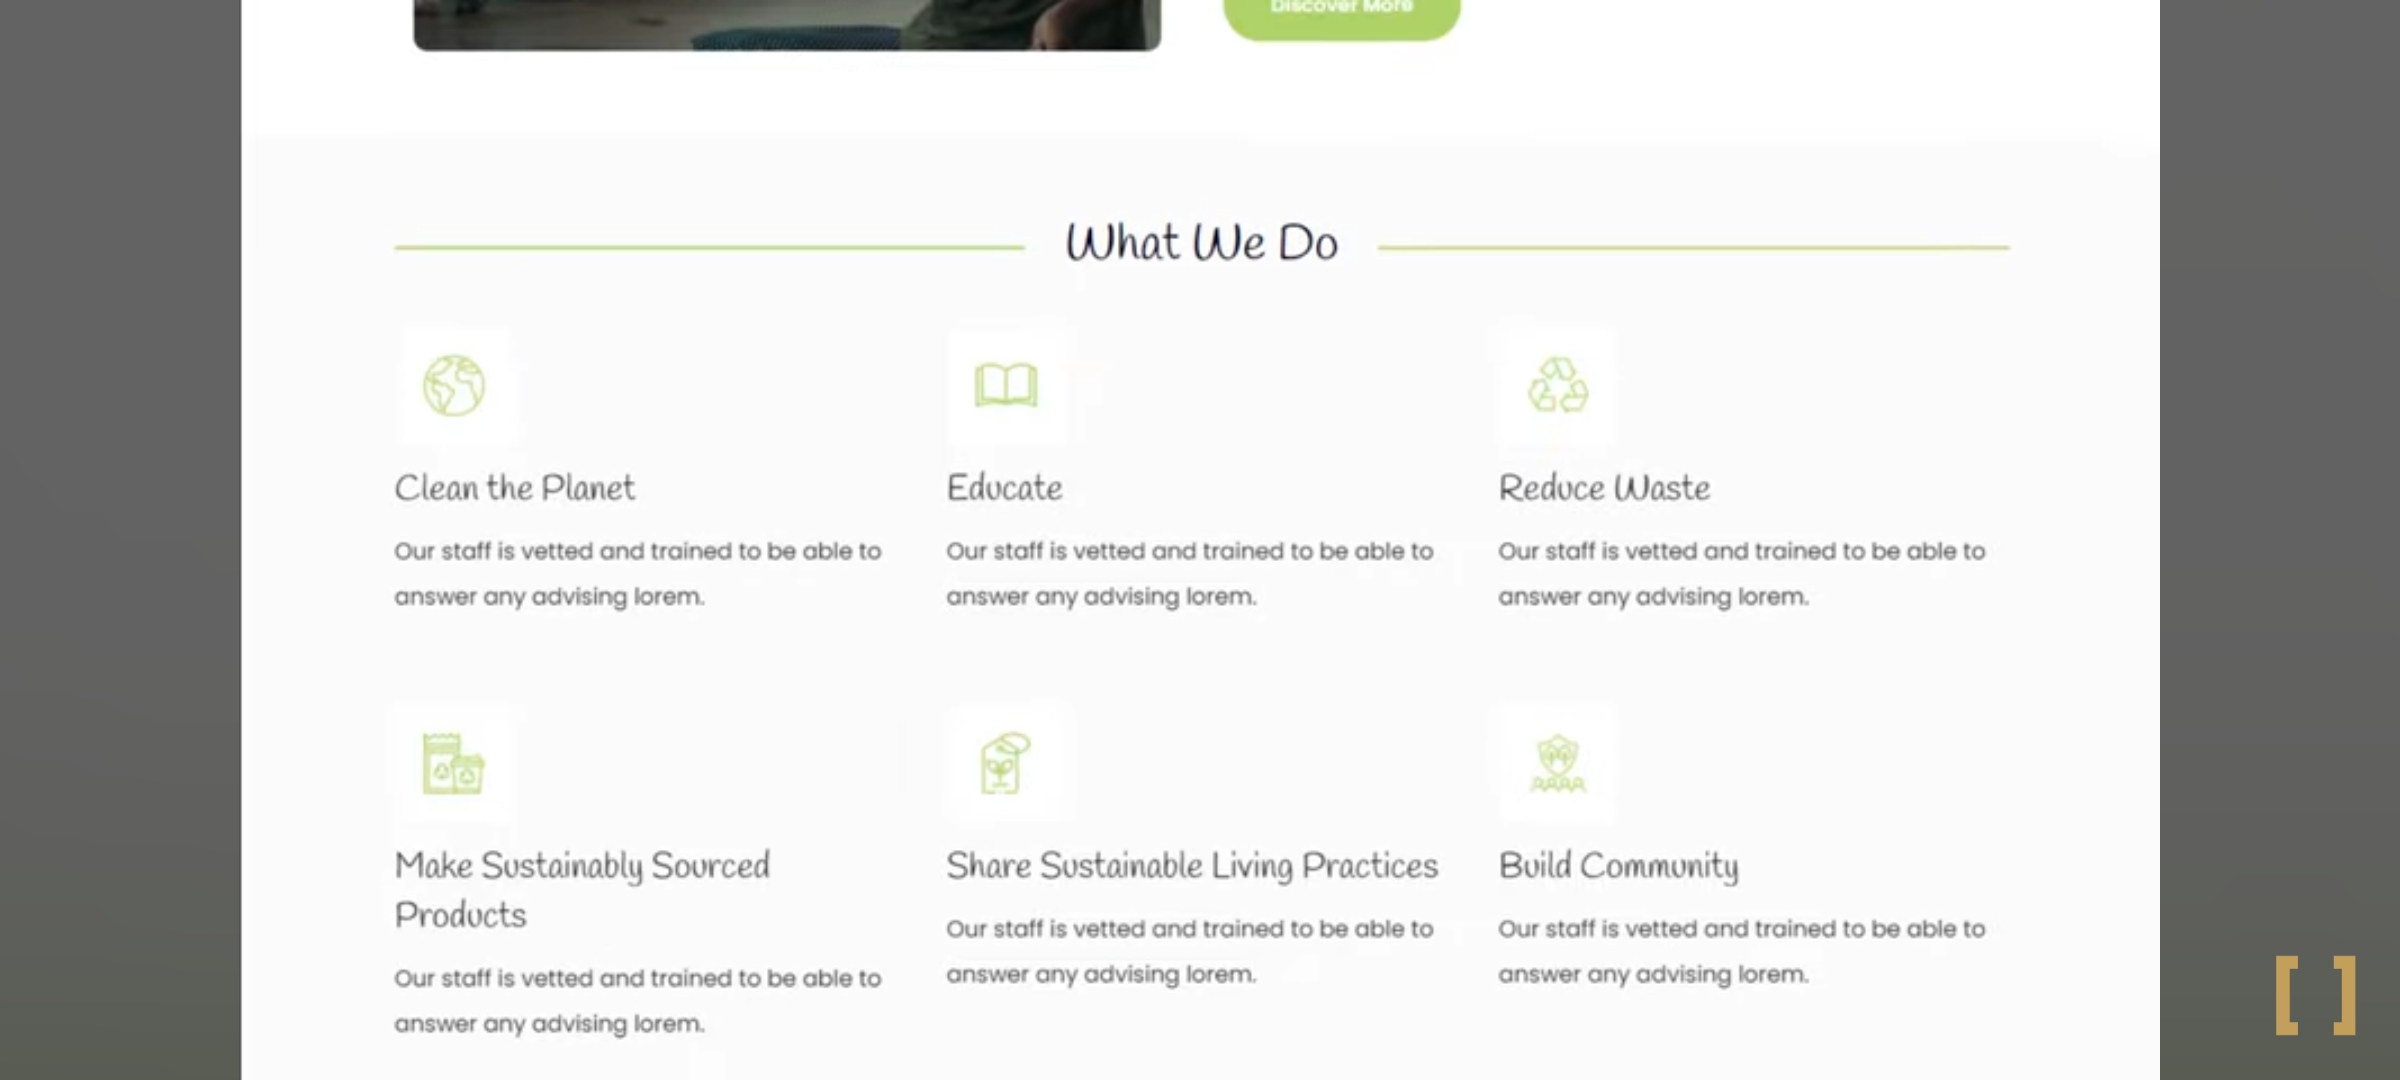 Discover More
What We Do
Clean the Planet
Our staff is vetted and trained to be able to
answer any advising lorem.
Educate
Our staff is vetted and trained to be able to
answer any advising lorem.
Reduce Waste
Our staff is vetted and trained to be able to
answer any advising lorem.
Make Sustainably Sourced
Products
Our staff is vetted and trained to be able to
answer any advising lorem.
Share Sustainable Living Practices
Our staff is vetted and trained to be able to
answer any advising lorem.
Build Community
Our staff is vetted and trained to be able to
answer any advising lorem.
[ ]